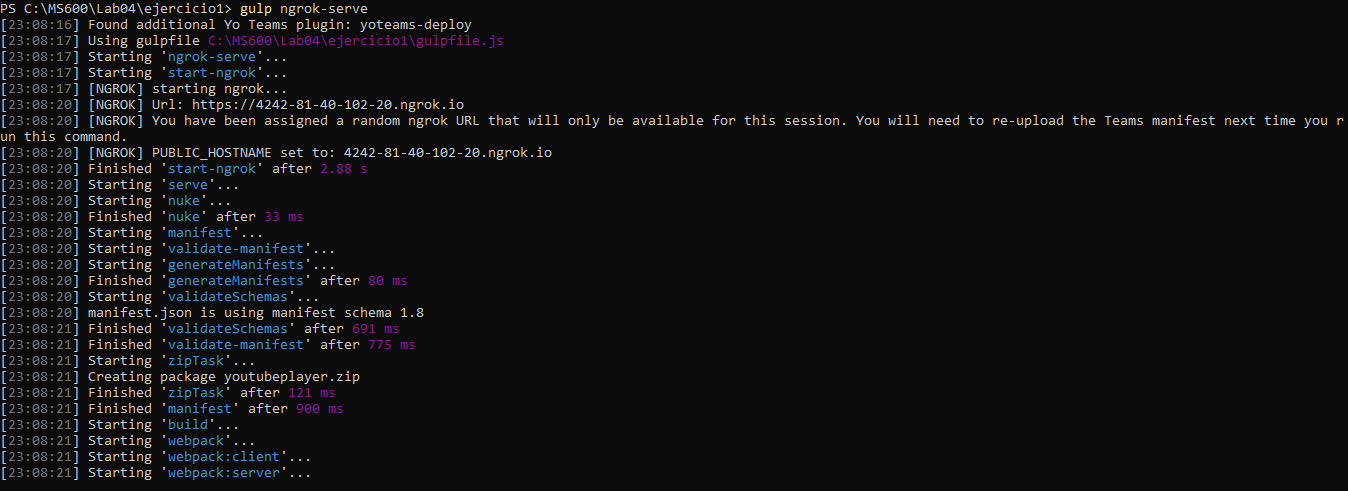 PS C:\MS600\Lab04\ejercicio1> gulp ngrok-serve
[23:08:16] Found additional Yo Teams plugin: yoteams-deploy
[23:08:17] Using gulpfile C:\MS600\Lab04\ejercicio1\gulpfile.js
[23:08:17] Starting 'ngrok-serve'...
[23:08:17] Starting 'start-ngrok'...
[23:08:17] [NGROK] starting ngrok...
[23:08:20] [NGROK] Url: https://4242-81-40-102-20.ngrok.io
[23:08:20] [NGROK] You have been assigned a random ngrok URL that will only be available for this session. You will need to re-upload the Teams manifest next time you r
un this command.
[23:08:20] [NGROK] PUBLIC_HOSTNAME set to: 4242-81-40-102-20.ngrok.io
[23:08:20] Finished 'start-ngrok' after 2.88 s
[23:08:20] Starting 'serve'...
[23:08:20] Starting 'nuke'...
[23:08:20] Finished 'nuke' after 33 ms
[23:08:20] Starting 'manifest'...
[23:08:20] Starting 'validate-manifest'...
[23:08:20] Starting 'generateManifests'...
[23:08:20] Finished 'generateManifests' after 80 ms
[23:08:20] Starting 'validateSchemas'...
[23:08:20] manifest.json is using manifest schema 1.8
[23:08:21] Finished 'validateSchemas' after 691 ms
[23:08:21] Finished 'validate-manifest' after 775 ms
[23:08:21] Starting 'zipTask'...
[23:08:21] Creating package youtubeplayer.zip
[23:08:21] Finished 'zipTask' after 121 ms
[23:08:21] Finished 'manifest' after 900 ms
[23:08:21] Starting 'build'...
[23:08:21] Starting 'webpack'...
[23:08:21] Starting 'webpack:client'...
[23:08:21] Starting 'webpack:server'...